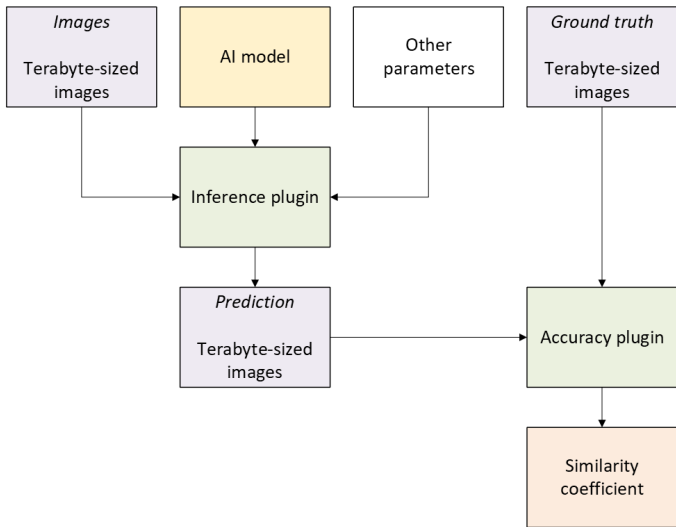 Images
Terabyte-sized
images
AI model
Other
parameters
Ground truth
Terabyte-sized
images
Inference plugin
Prediction
Terabyte-sized
images
Accuracy plugin
Similarity
coefficient